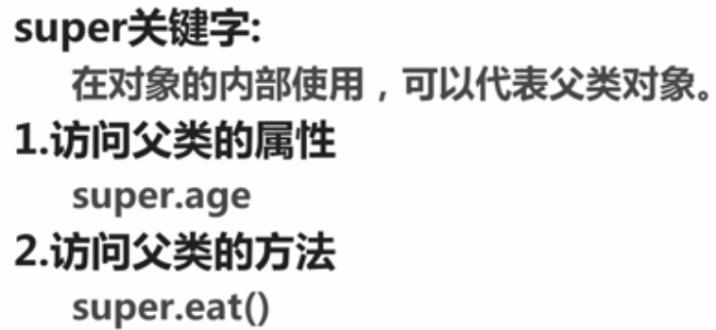 super关键字:
在对象的内部使用，可以代表父类对象。
1.访问父类的属性
super.age
2.访问父类的方法
super.eat()